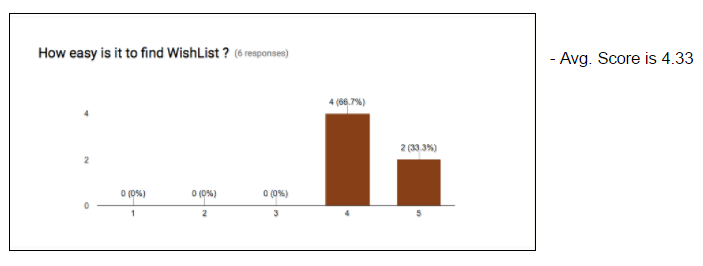 How easy is it to find WishList ? (6 responses)
- Avg. Score is 4.33
4 (66.7%)
4
2 (33.3%)
2
0 (0%) 0 (0%) 0 (0%)
0
1 2 3 4 5